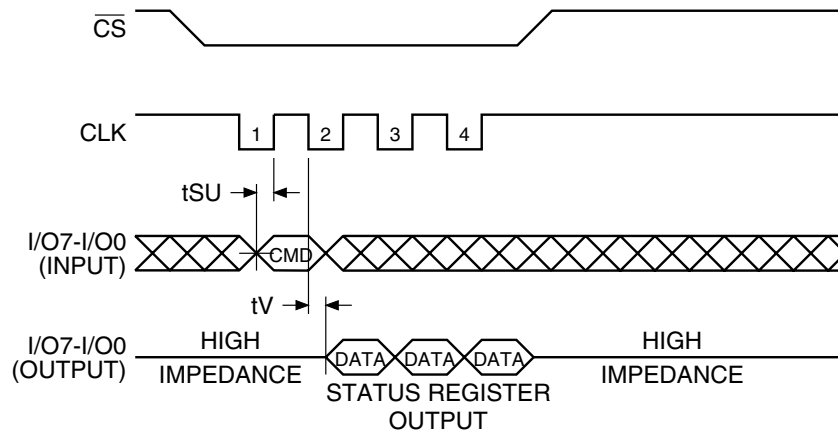 CS
CLK
1 2 3 4
tSU
I/O7-I/O0
(INPUT)
CMD
tV
I/O7-I/O0
(OUTPUT)
HIGH
IMPEDANCE
DATA DATA DATA
STATUS REGISTER
OUTPUT
HIGH
IMPEDANCE